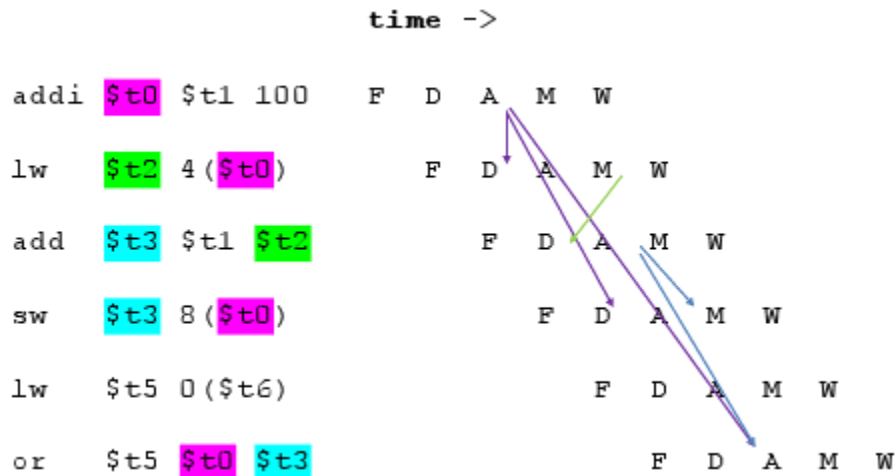 time ->
addi $t0 $t1 100 F D A M W
lw $t2 4($t0) F D A M W
add $t3 $t1 $t2 F D A M W
sw $t3 8($t0) F D A M W
lw $t5 0($t6) F D A M W
or $t5 $t0 $t3 F D A M W